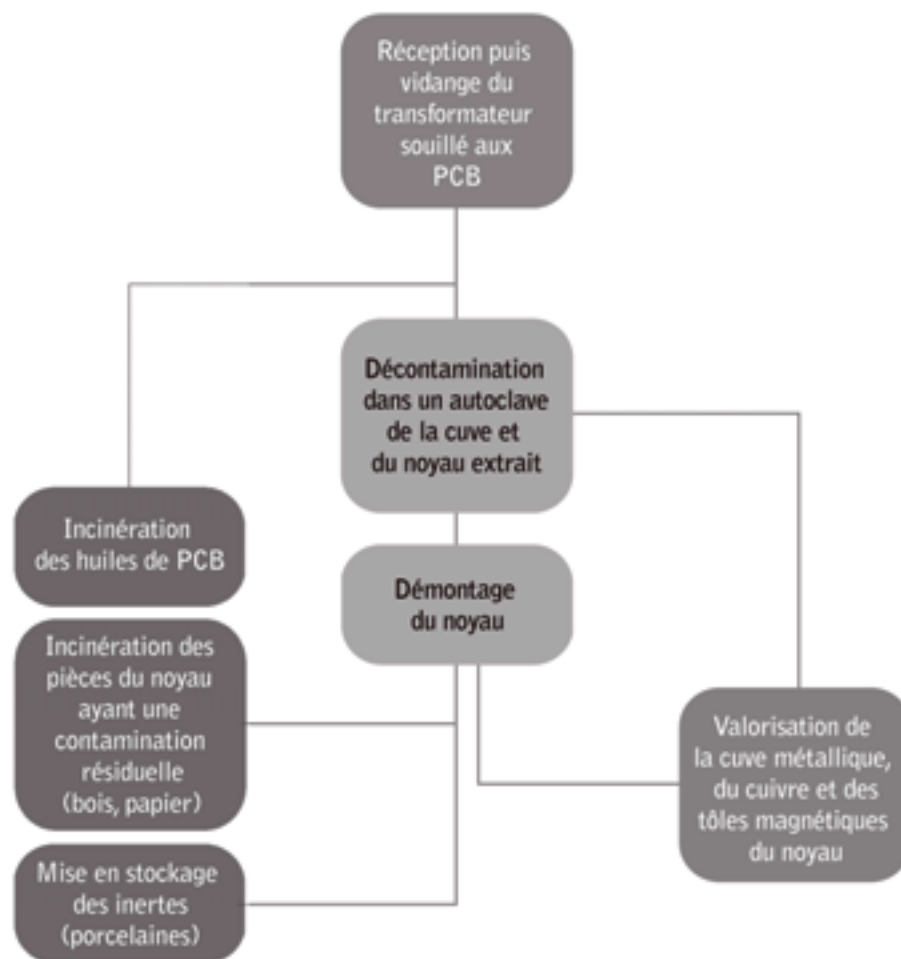 Réception puis
vidange du
transformateur
souillé aux
PCB
Décontamination
dans un autoclave
de la cuve et
du noyau extrait
Incinération
des huiles de PCB
Démontage
du noyau
Incinération des
pièces du noyau
ayant une
contamination
résiduelle
(bois, papier)
Valorisation de
la cuve métallique,
du cuivre et des
tôles magnétiques
du noyau
Mise en stockage
des inertes
(porcelaines)